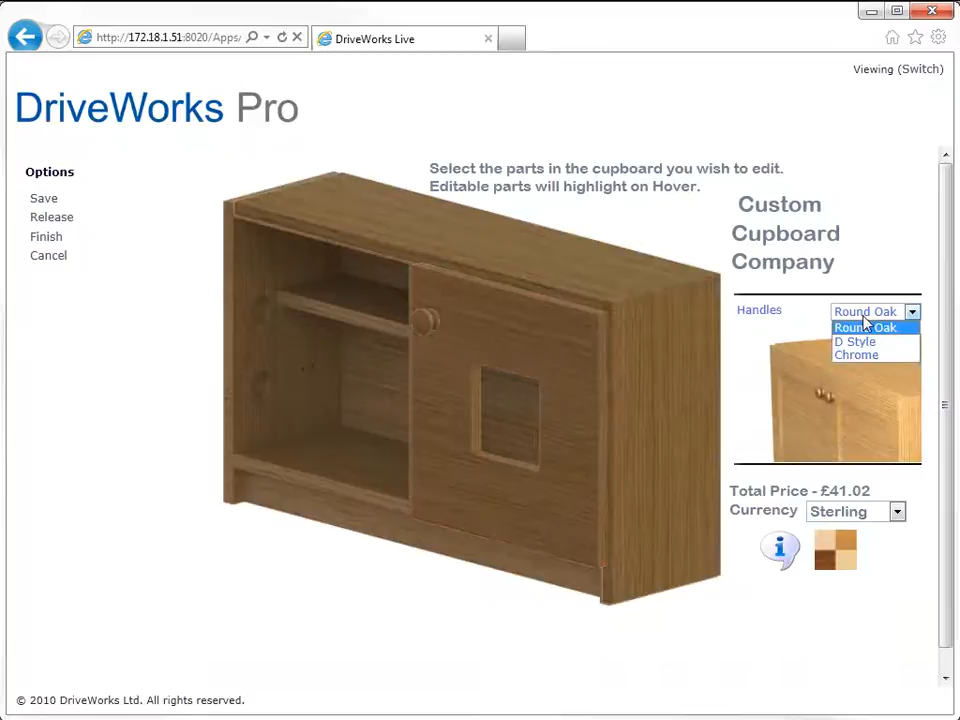 http://172.18.1.51:8020/Apps/
DriveWorks Live
Viewing (Switch)
DriveWorks Pro
Options
Save
Release
Finish
Cancel
Select the parts in the cupboard you wish to edit.
Editable parts will highlight on Hover.
Custom
Cupboard
Company
Handles
Round Oak
Round Oak
D Style
Chrome
Total Price - £41.02
Currency
Sterling
© 2010 DriveWorks Ltd. All rights reserved.